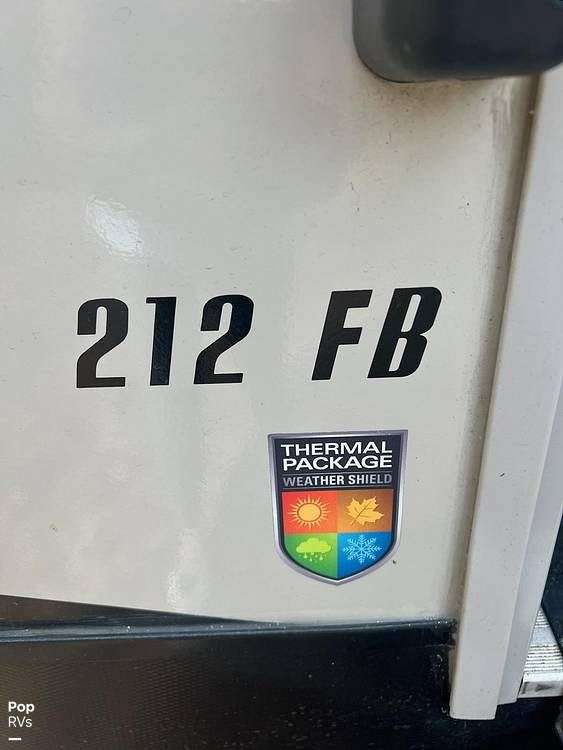 212 FB
THERMAL
PACKAGE
WEATHER SHIELD
Pop
RVs